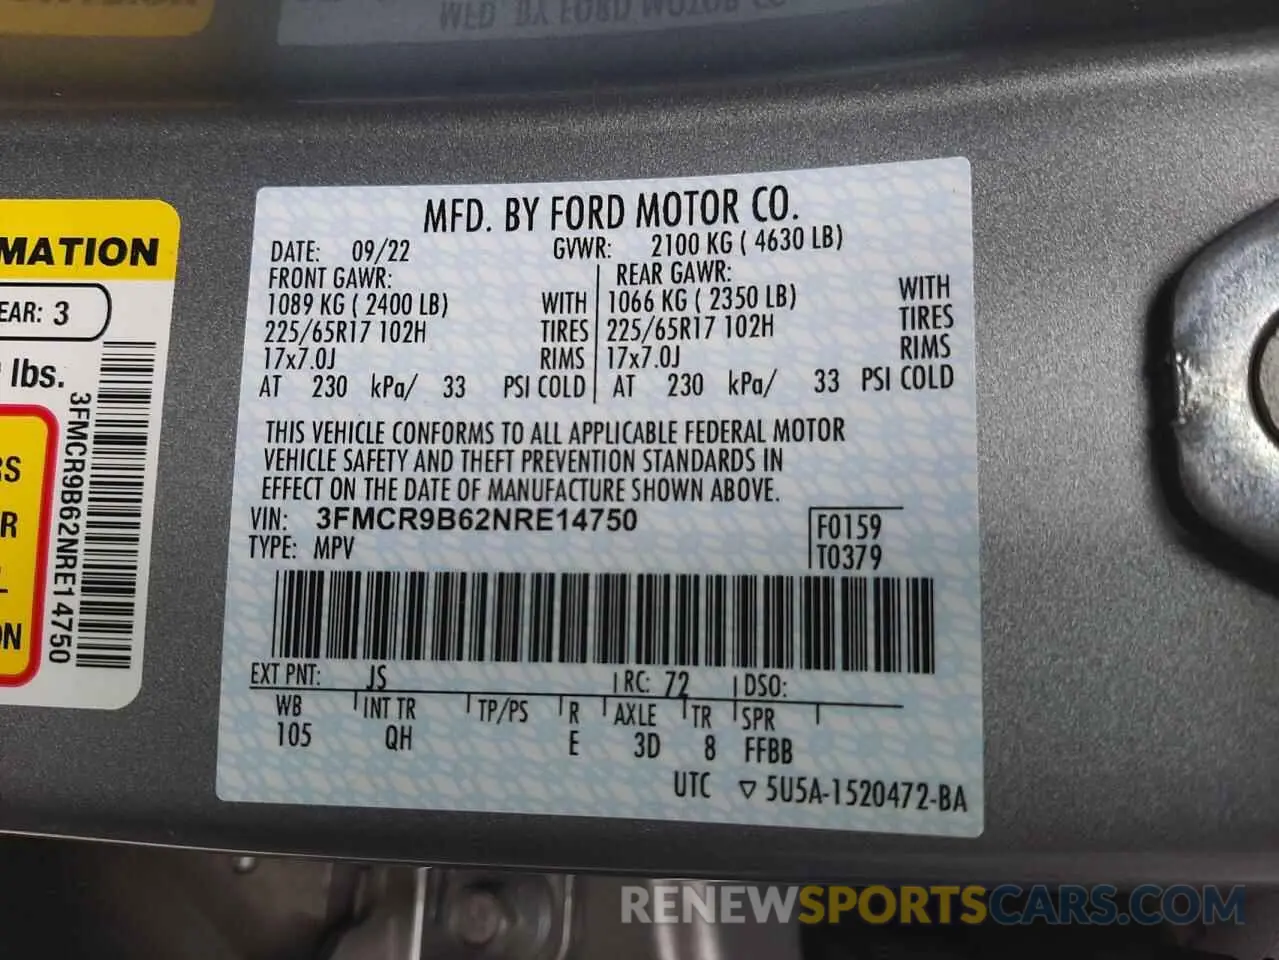 MATION
EAR: 3
lbs.
RS
R
ON
3FMCR9B62NRE14750
MFD. BY FORD MOTOR CO.
DATE: 09/22 GVWR: 2100 KG ( 4630 LB)
FRONT GAWR: REAR GAWR:
1089 KG ( 2400 LB) WITH 1066 KG ( 2350 LB) WITH
225/65R17 102H TIRES 225/65R17 102H TIRES
17x7.0J RIMS 17x7.0J RIMS
AT 230 kPa/ 33 PSI COLD AT 230 kPa/ 33 PSI COLD
THIS VEHICLE CONFORMS TO ALL APPLICABLE FEDERAL MOTOR
VEHICLE SAFETY AND THEFT PREVENTION STANDARDS IN
EFFECT ON THE DATE OF MANUFACTURE SHOWN ABOVE.
VIN: 3FMCR9B62NRE14750 F0159
TYPE: MPV T0379
EXT PNT: JS RC: 72 DSO:
WB INT TR TP/PS R AXLE TR SPR
105 QH E 3D 8 FFBB
UTC ▽ 5U5A-1520472-BA
RENEWSPORTSCARS.COM